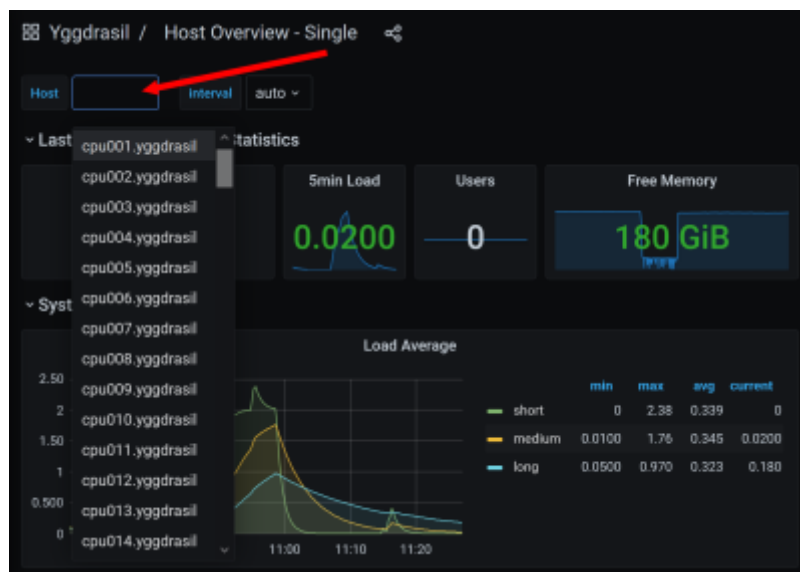 Yggdrasil / Host Overview - Single
Host interval auto
Last tatistics
cpu001.yggdrasil
cpu002.yggdrasil
cpu003.yggdrasil
cpu004.yggdrasil
cpu005.yggdrasil
cpu006.yggdrasil
cpu007.yggdrasil
cpu008.yggdrasil
cpu009.yggdrasil
cpu010.yggdrasil
cpu011.yggdrasil
cpu012.yggdrasil
cpu013.yggdrasil
cpu014.yggdrasil
5min Load
0.0200
Users
0
Free Memory
180 GiB
Syst
Load Average
2.50
2
1.50
1
0.500
0
11:00 11:10 11:20
min max avg current
short 0 2.38 0.339 0
medium 0.0100 1.76 0.345 0.0200
long 0.0500 0.970 0.323 0.180